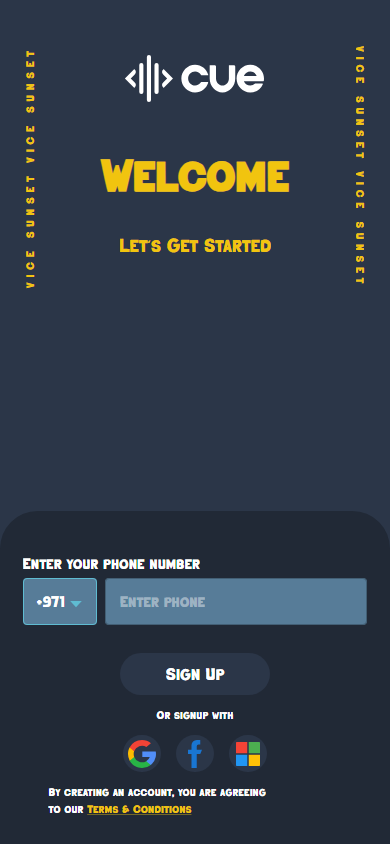 cue
VICE SUNSET VICE SUNSET
VICE SUNSET VICE SUNSET
WELCOME
LET'S GET STARTED
ENTER YOUR PHONE NUMBER
+971
ENTER PHONE
SIGN UP
OR SIGNUP WITH
BY CREATING AN ACCOUNT, YOU ARE AGREEING
TO OUR TERMS & CONDITIONS